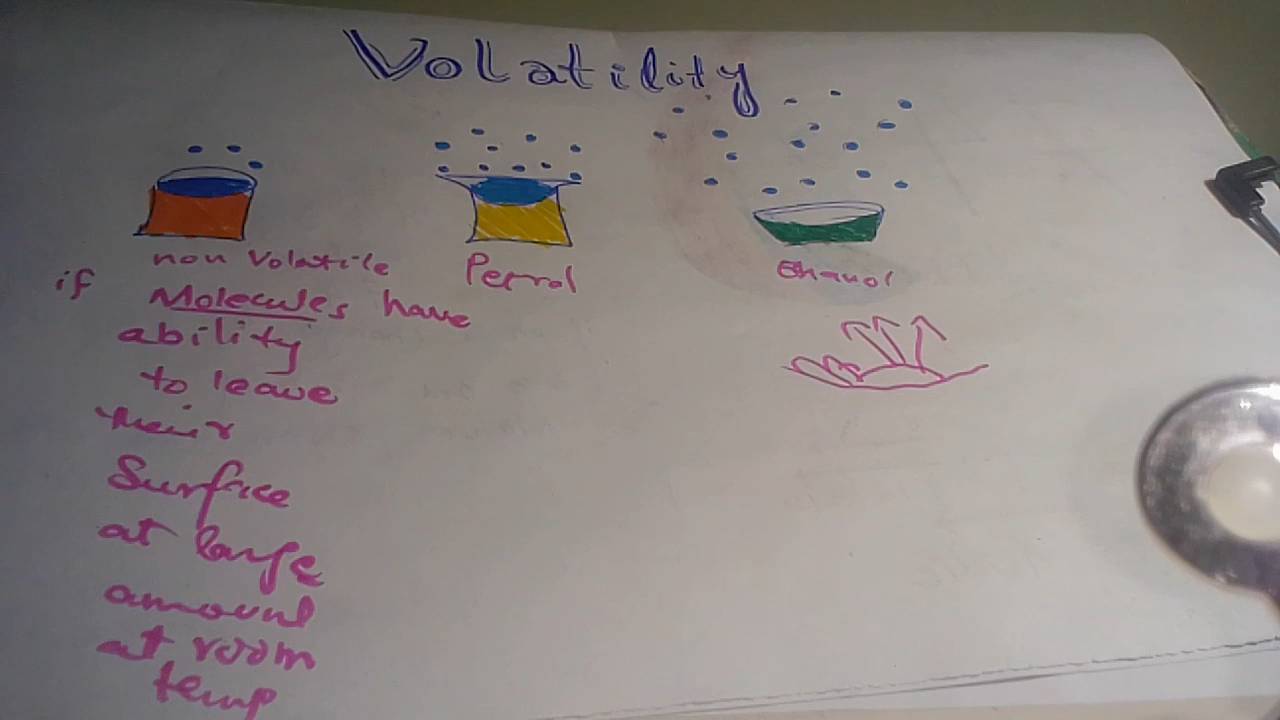 Volatility
non Volatile
Petrol
Ethanol
if Molecules have
ability
to leave
their
Surface
at large
amount
at room
temp